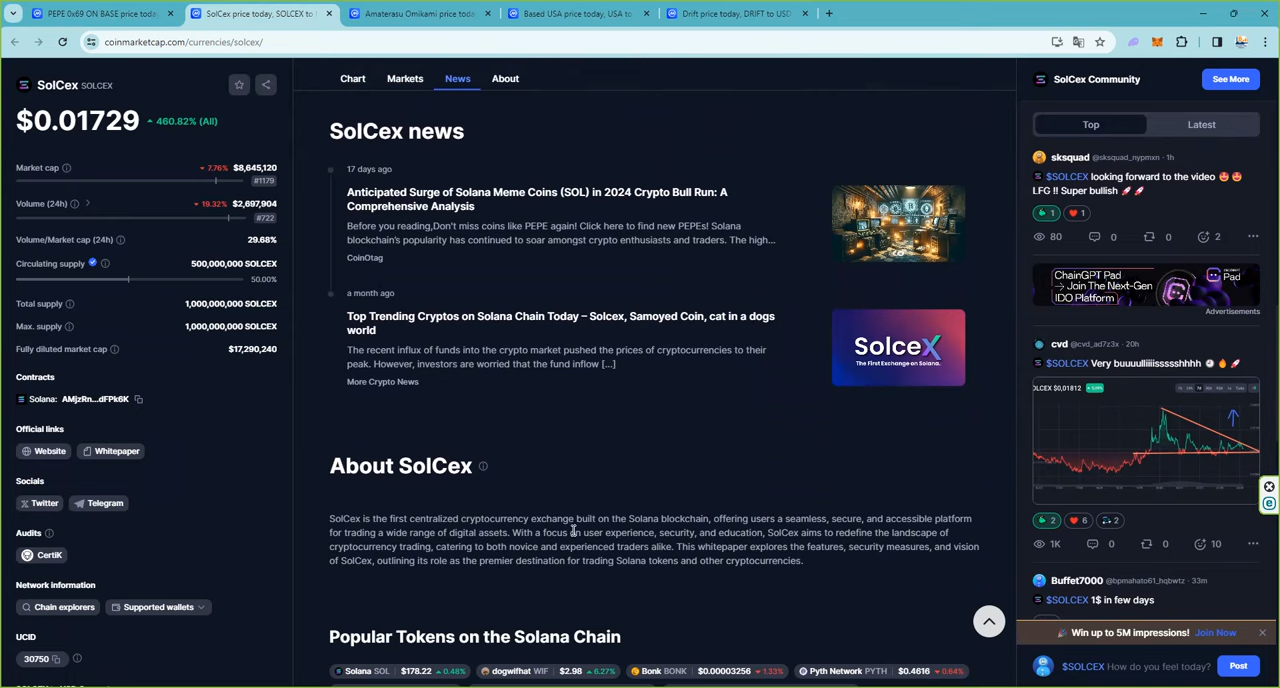 PEPE 0x69 ON BASE price today
SolCex price today, SOLCEX to
Amaterasu Omikami price today
Based USA price today, USA to
Drift price today, DRIFT to USD
coinmarketcap.com/currencies/solcex/
SolCex SOLCEX
$0.01729 460.82% (All)
Market cap 7.76% $8,645,120
#1179
Volume (24h) 19.32% $2,697,904
#722
Volume/Market cap (24h) 29.68%
Circulating supply 500,000,000 SOLCEX
50.00%
Total supply 1,000,000,000 SOLCEX
Max. supply 1,000,000,000 SOLCEX
Fully diluted market cap $17,290,240
Contracts
Solana: AMjzRn...dFPk6K
Official links
Website Whitepaper
Socials
Twitter Telegram
Audits
CertiK
Network information
Chain explorers Supported wallets
UCID
30750
Chart Markets News About
SolCex news
17 days ago
Anticipated Surge of Solana Meme Coins (SOL) in 2024 Crypto Bull Run: A
Comprehensive Analysis
Before you reading,Don't miss coins like PEPE again! Click here to find new PEPEs! Solana
blockchain's popularity has continued to soar amongst crypto enthusiasts and traders. The high...
CoinOtag
a month ago
Top Trending Cryptos on Solana Chain Today – Solcex, Samoyed Coin, cat in a dogs
world
The recent influx of funds into the crypto market pushed the prices of cryptocurrencies to their
peak. However, investors are worried that the fund inflow [...]
More Crypto News
SolceX
The First Exchange on Solana.
About SolCex
SolCex is the first centralized cryptocurrency exchange built on the Solana blockchain, offering users a seamless, secure, and accessible platform
for trading a wide range of digital assets. With a focus on user experience, security, and education, SolCex aims to redefine the landscape of
cryptocurrency trading, catering to both novice and experienced traders alike. This whitepaper explores the features, security measures, and vision
of SolCex, outlining its role as the premier destination for trading Solana tokens and other cryptocurrencies.
Popular Tokens on the Solana Chain
Solana SOL $178.22 0.48% dogwifhat WIF $2.98 6.27% Bonk BONK $0.00003256 1.33% Pyth Network PYTH $0.4616 0.64%
SolCex Community See More
Top Latest
sksquad @sksquad_nypmxn · 1h
$SOLCEX looking forward to the video
LFG !! Super bullish
1 1
80 0 0 2
ChainGPT Pad
→ Join The Next-Gen
IDO Platform
Pad
Advertisements
cvd @cvd_ad7z3x · 20h
$SOLCEX Very buuuulliiisssshhhh
OLCEX $0,01812
2 6 2
1K 0 0 10
Buffet7000 @bpmahato61_hqbwtz · 33m
$SOLCEX 1$ in few days
Win up to 5M impressions! Join Now
$SOLCEX How do you feel today? Post